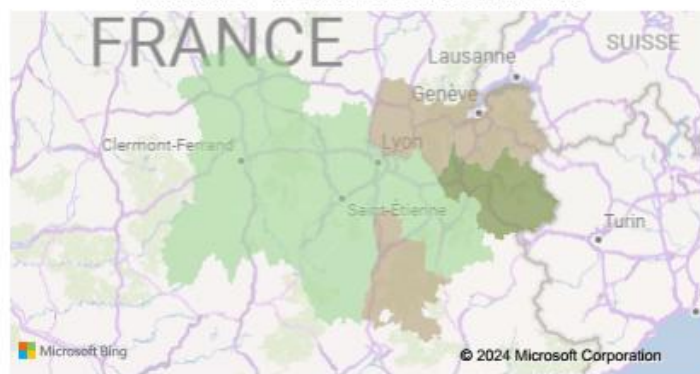 FRANCE
Lausanne
SUISSE
Genève
Clermont-Ferrand
Lyon
Saint-Étienne
Turin
Microsoft Bing
© 2024 Microsoft Corporation